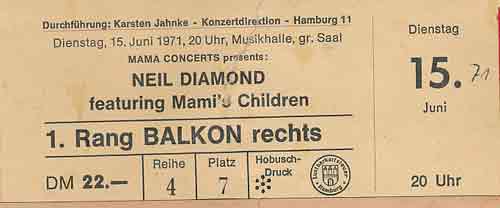 Durchführung: Karsten Jahnke - Konzertdirektion - Hamburg 11
Dienstag, 15. Juni 1971, 20 Uhr, Musikhalle, gr. Saal
MAMA CONCERTS presents:
NEIL DIAMOND
featuring Mami's Children
1. Rang BALKON rechts
DM 22.—
Reihe
4
Platz
7
Hobusch-
Druck
Hamburg
Dienstag
15. 71
Juni
20 Uhr